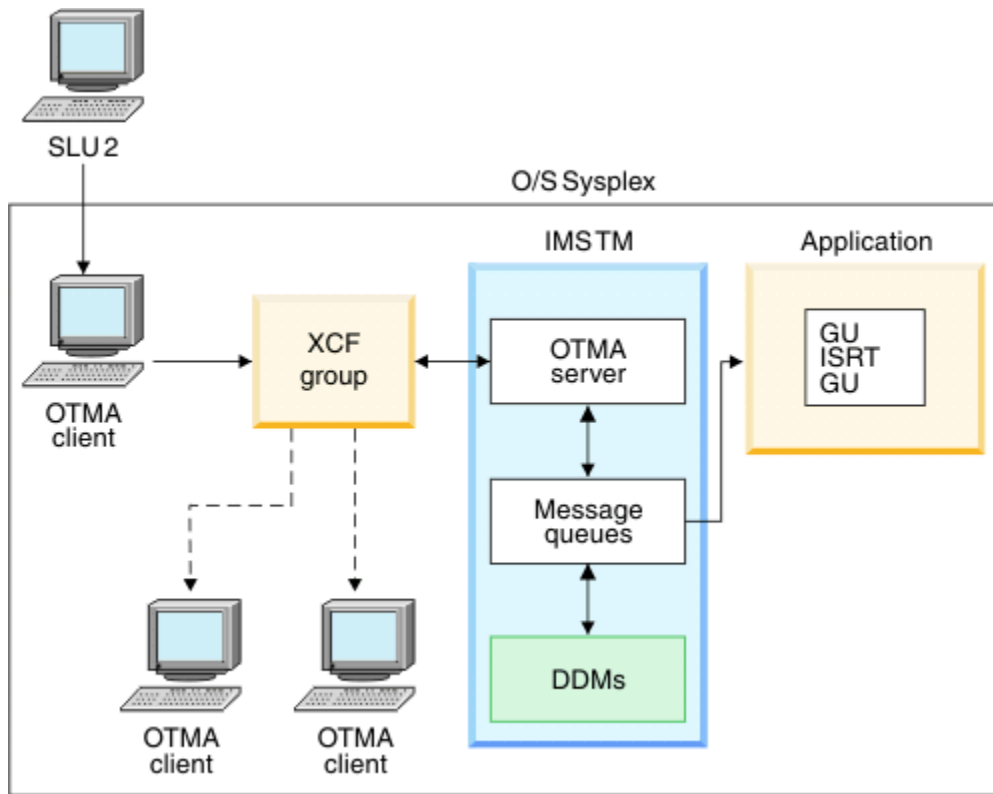 SLU 2
O/S Sysplex
IMS TM
Application
OTMA
client
XCF
group
OTMA
server
GU
ISRT
GU
Message
queues
DDMs
OTMA
client
OTMA
client